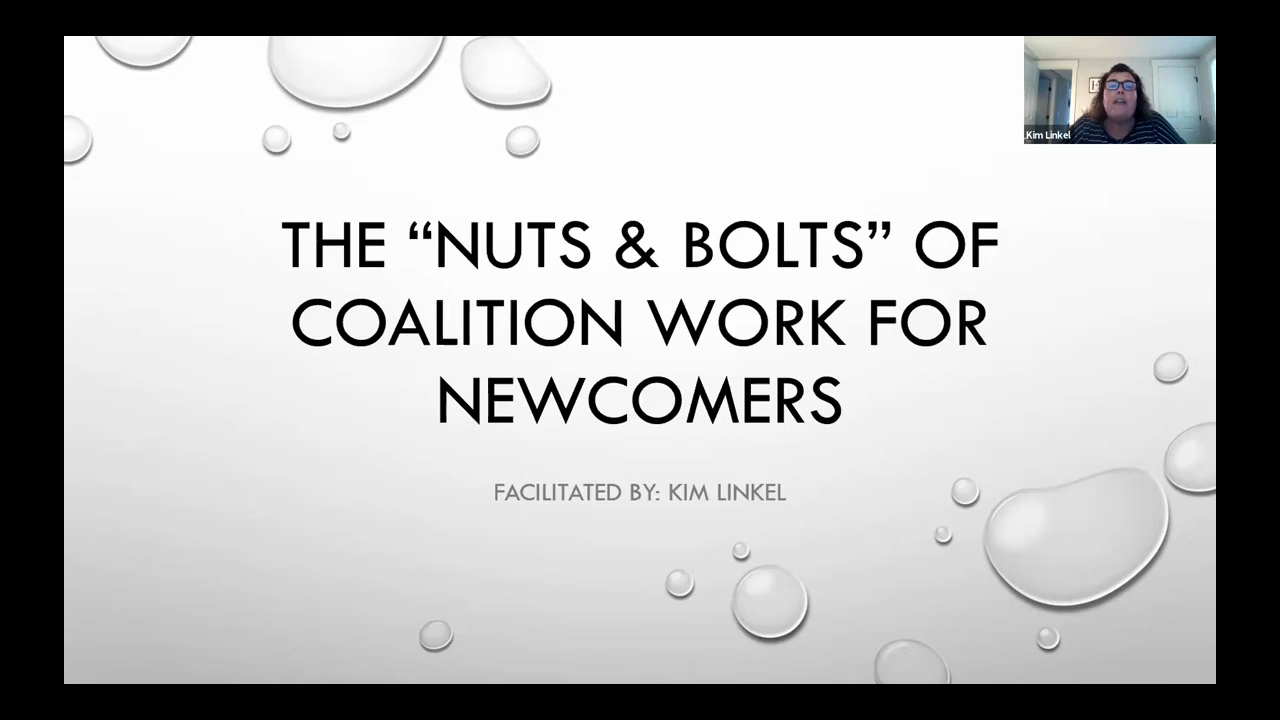 Kim Linkel
THE “NUTS & BOLTS” OF
COALITION WORK FOR
NEWCOMERS
FACILITATED BY: KIM LINKEL